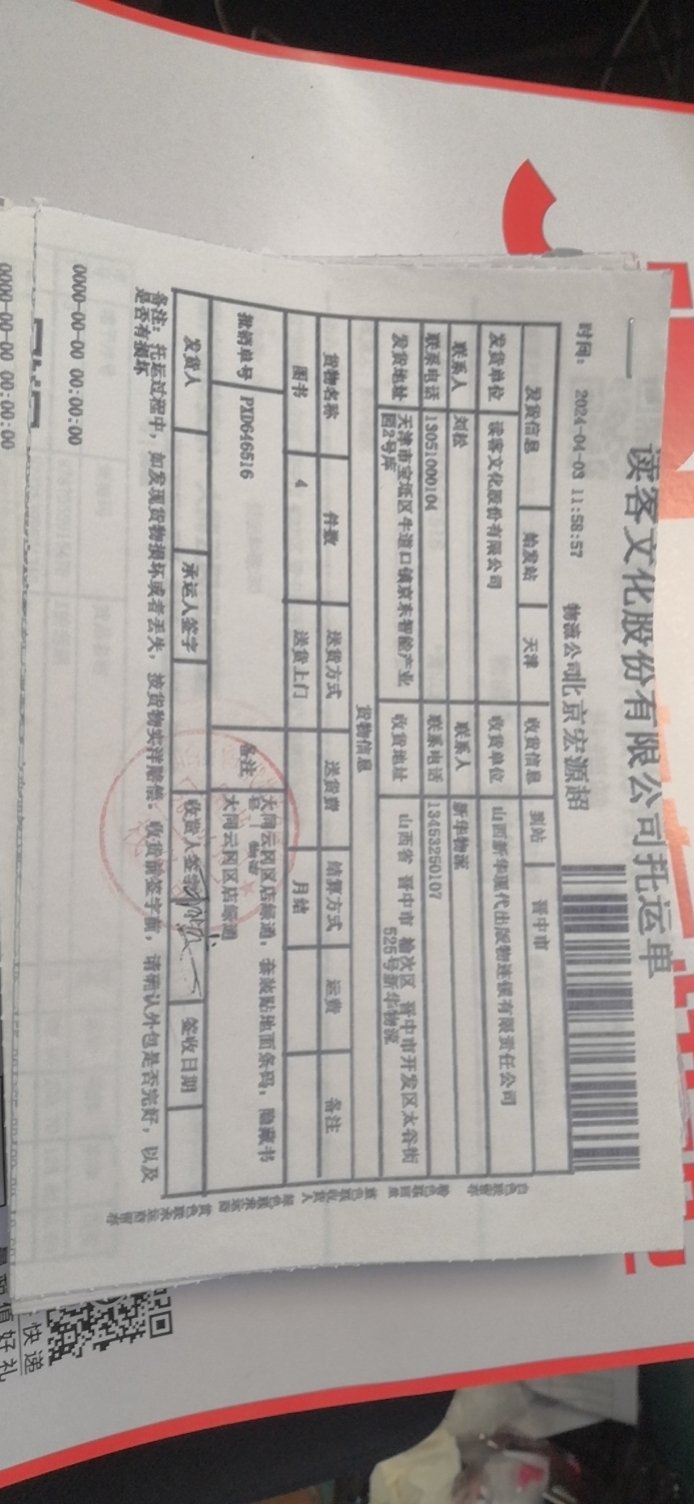 读客文化股份有限公司托运单
时间： 2024-04-03 11:58:57 物流公司北京宏源超
发货信息 始发站 天津 收货信息 到站 晋中市
发货单位 读客文化股份有限公司 收货单位 山西新华现代出版物连锁有限责任公司
联系人 刘松 联系人 新华物流
联系电话 13051000104 联系电话 13453250107
发货地址 天津市宝坻区牛道口镇京东智能产业园2号库 收货地址 山西省 晋中市 榆次区 晋中市开发区太谷街525号新华物流
货物信息
货物名称 件数 送货方式 送货费 结算方式 运费 备注
图书 4 送货上门 月结
批销单号 PXD646516 备注 大同云冈区店综通，套装贴地面条码，隐藏书
大同云冈区店综通
发货人 承运人签字 收货人签字 签收日期
备注：托运过程中，如发现货物损坏或者丢失，按货物实洋赔偿。收货前签字前，请确认外包是否完好，以及
是否有损坏
0000-00-00 00:00:00
0000-00-00 00:00:00
快递
好礼